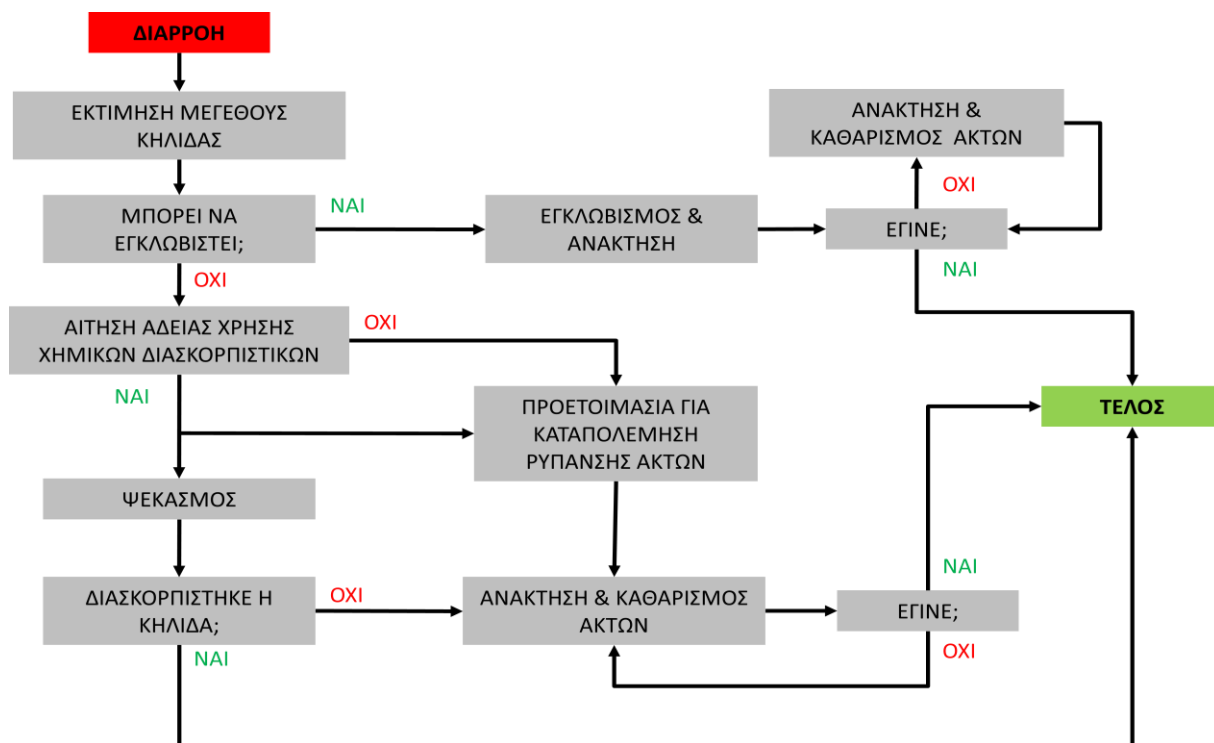 ΔΙΑΡΡΟΗ
ΕΚΤΙΜΗΣΗ ΜΕΓΕΘΟΥΣ
ΚΗΛΙΔΑΣ
ΑΝΑΚΤΗΣΗ &
ΚΑΘΑΡΙΣΜΟΣ ΑΚΤΩΝ
ΟΧΙ
ΜΠΟΡΕΙ ΝΑ
ΕΓΚΛΩΒΙΣΤΕΙ;
ΝΑΙ
ΕΓΚΛΩΒΙΣΜΟΣ &
ΑΝΑΚΤΗΣΗ
ΕΓΙΝΕ;
ΝΑΙ
ΟΧΙ
ΑΙΤΗΣΗ ΑΔΕΙΑΣ ΧΡΗΣΗΣ
ΧΗΜΙΚΩΝ ΔΙΑΣΚΟΡΠΙΣΤΙΚΩΝ
ΟΧΙ
ΝΑΙ
ΠΡΟΕΤΟΙΜΑΣΙΑ ΓΙΑ
ΚΑΤΑΠΟΛΕΜΗΣΗ
ΡΥΠΑΝΣΗΣ ΑΚΤΩΝ
ΤΕΛΟΣ
ΨΕΚΑΣΜΟΣ
ΔΙΑΣΚΟΡΠΙΣΤΗΚΕ Η
ΚΗΛΙΔΑ;
ΟΧΙ
ΑΝΑΚΤΗΣΗ & ΚΑΘΑΡΙΣΜΟΣ
ΑΚΤΩΝ
ΝΑΙ
ΕΓΙΝΕ;
ΟΧΙ
ΝΑΙ